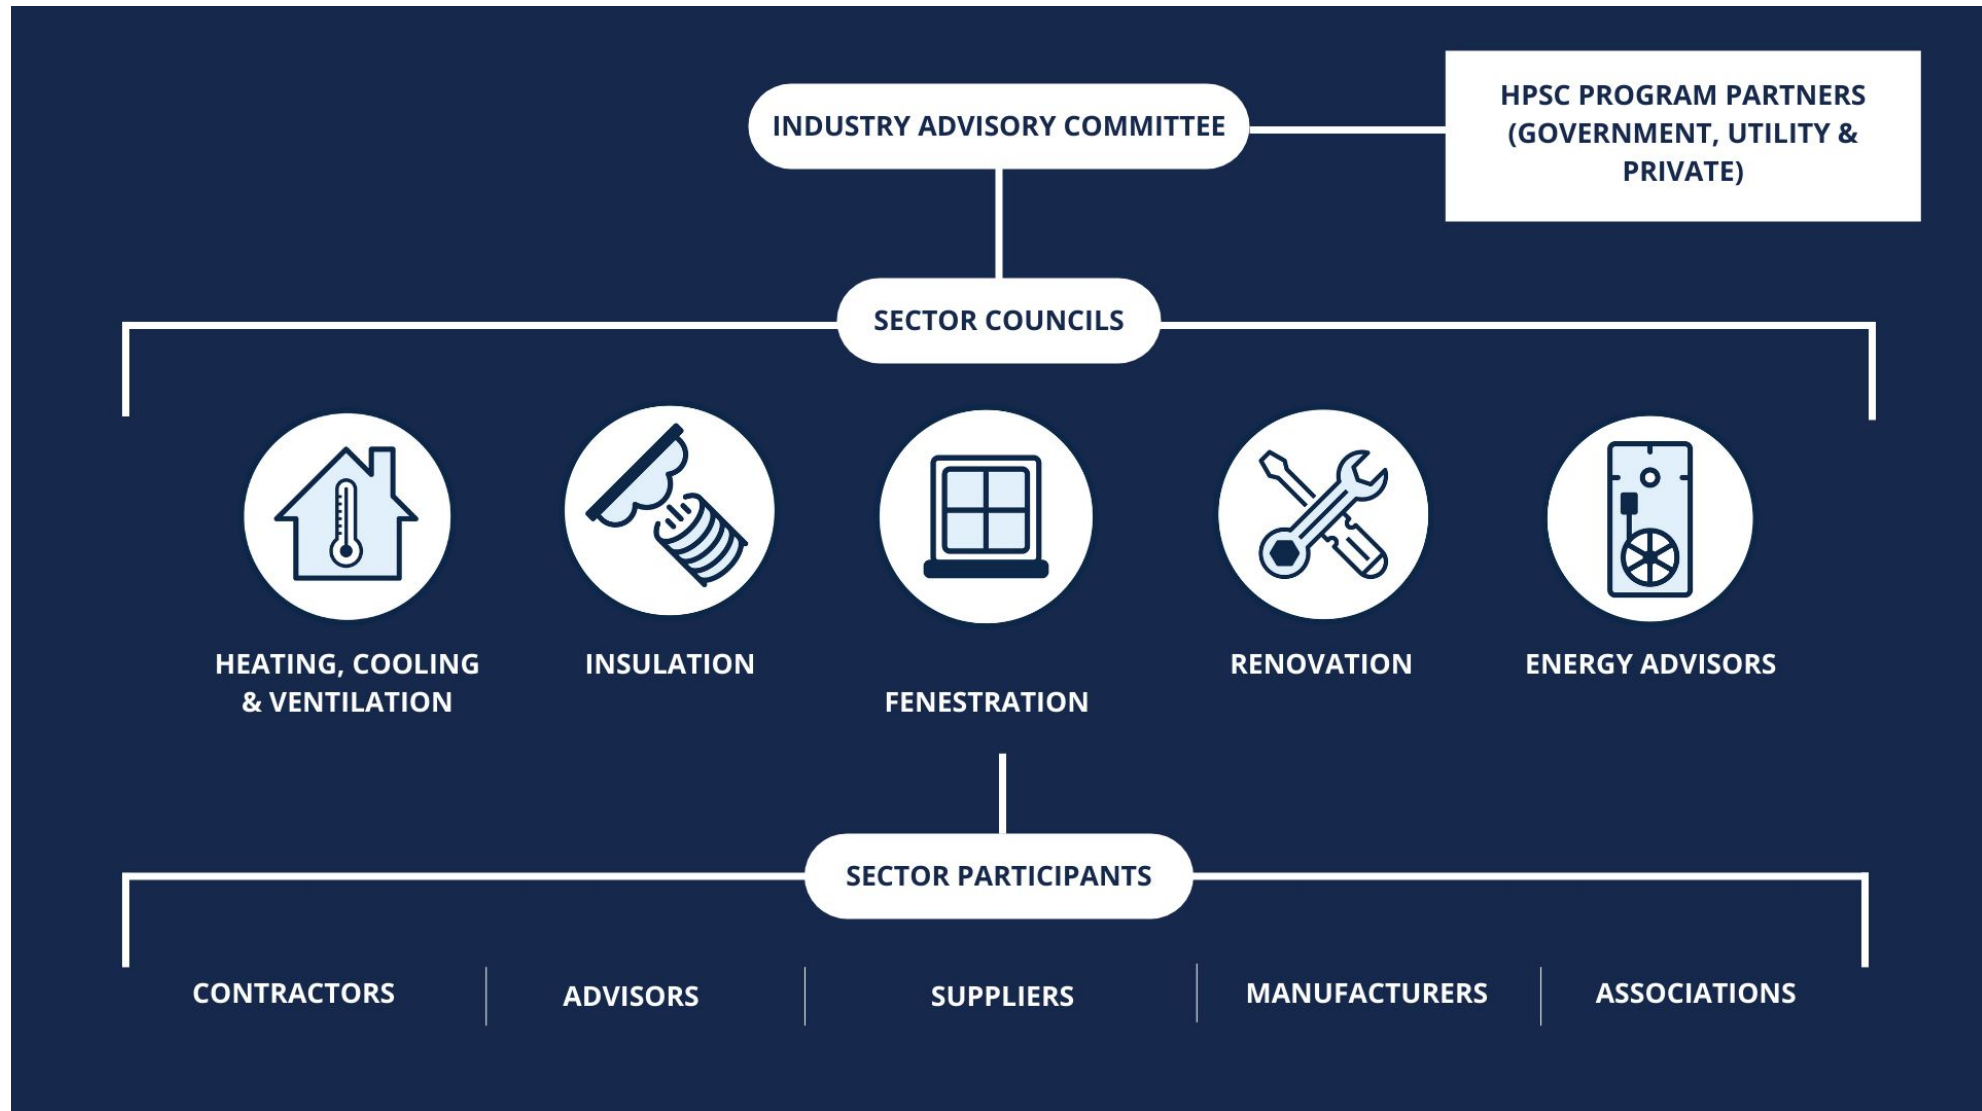 INDUSTRY ADVISORY COMMITTEE
HPSC PROGRAM PARTNERS
(GOVERNMENT, UTILITY &
PRIVATE)
SECTOR COUNCILS
HEATING, COOLING
& VENTILATION
INSULATION
FENESTRATION
RENOVATION
ENERGY ADVISORS
SECTOR PARTICIPANTS
CONTRACTORS
ADVISORS
SUPPLIERS
MANUFACTURERS
ASSOCIATIONS